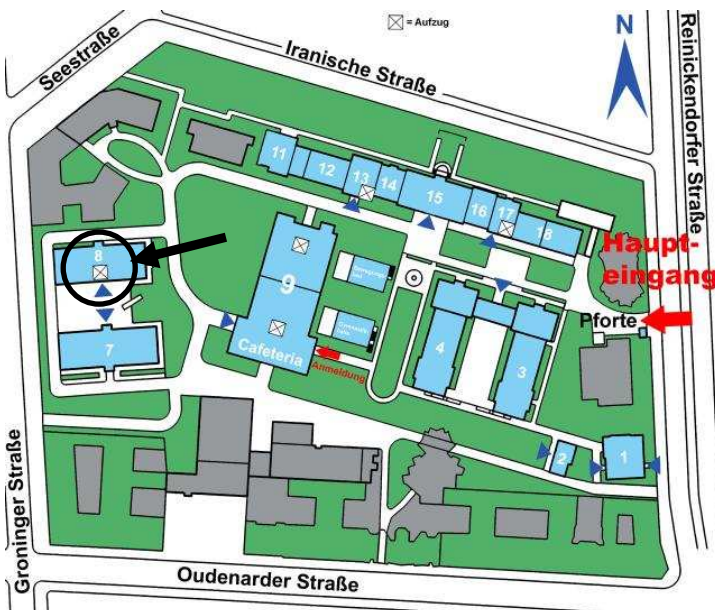 = Aufzug
N
Seestraße
Iranische Straße
Reinickendorfer Straße
11
12
13
14
15
16
17
18
8
9
Haupt-
eingang
Pforte
7
Cafeteria
Anmeldung
4
3
2
1
Groninger Straße
Oudenarder Straße